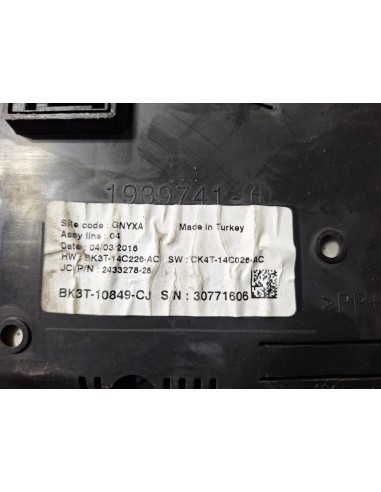 1939741-A
Site code : GNYXA Made in Turkey
Assy line : 04
Date : 04/03/2016
HW : BK3T-14C226-AC SW : CK4T-14C026-AC
JCI P/N : 2433278-28
BK3T-10849-CJ S/N : 30771606
>PP+